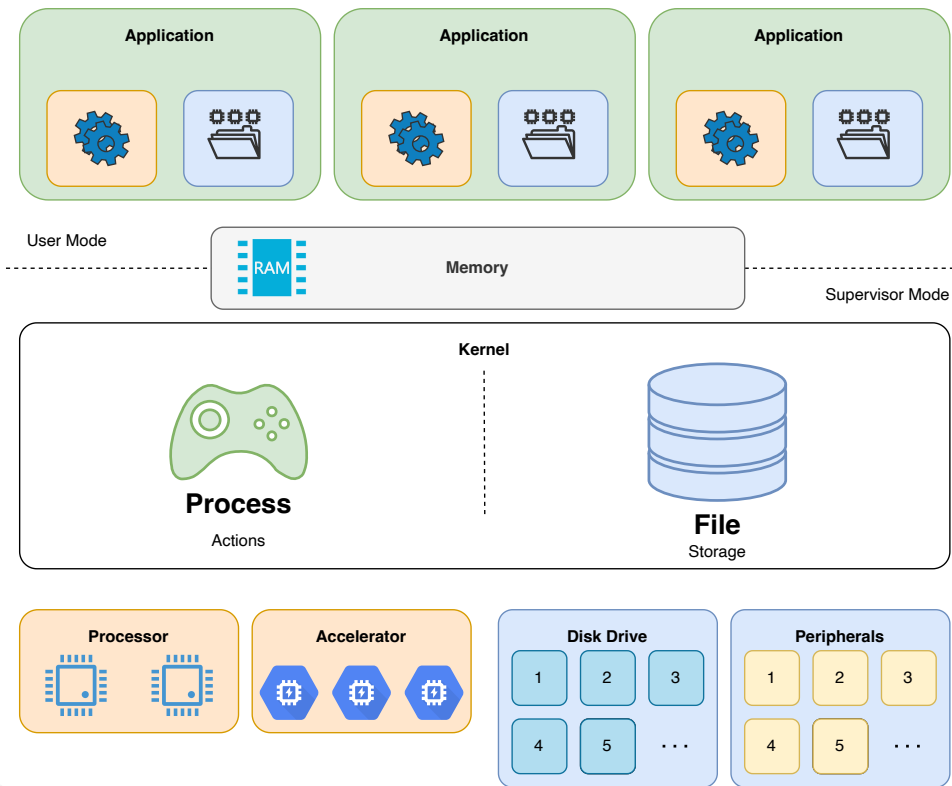 Application
Application
Application
User Mode
RAM
Memory
Supervisor Mode
Kernel
Process
Actions
File
Storage
Processor
Accelerator
Disk Drive
1 2 3
4 5 ...
Peripherals
1 2 3
4 5 ...